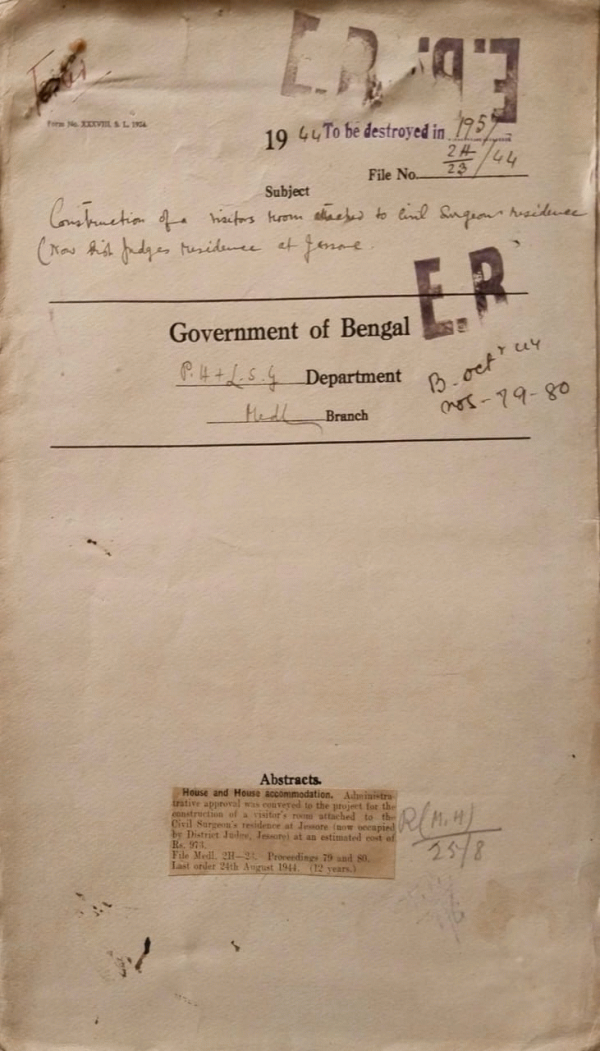 E.R
Form No. XXXVIII, S. L. 1934.
19 44 To be destroyed in 1957
File No. 2H/23/44
Subject
Construction of a visitors room attached to Civil Surgeon's residence
(Now Dist Judges residence at Jessore.
E.R
Government of Bengal
P. H + L. S. G Department
Medl Branch
B. Octr 44
nos - 79 - 80
Abstracts.
House and House accommodation. Administra
trative approval was conveyed to the project for the
construction of a visitor's room attached to the
Civil Surgeon's residence at Jessore (now occupied
by District Judge, Jessore) at an estimated cost of
Rs. 973.
File Medl. 2H—23. Proceedings 79 and 80.
Last order 24th August 1944. (12 years.)
R(M.H)
25/8